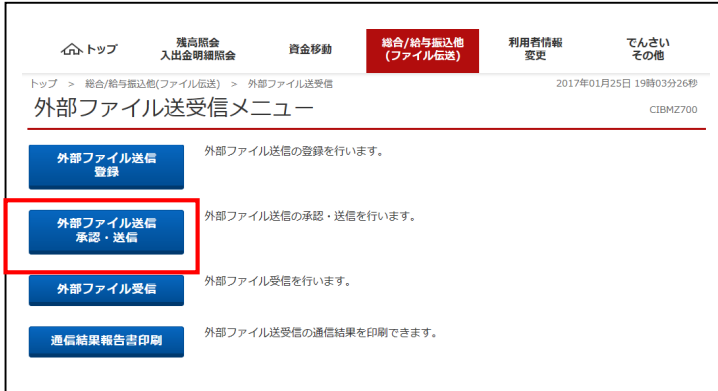 トップ
残高照会
入出金明細照会
資金移動
総合/給与振込他
(ファイル伝送)
利用者情報
変更
でんさい
その他
トップ > 総合/給与振込他(ファイル伝送) > 外部ファイル送受信
2017年01月25日 19時03分26秒
外部ファイル送受信メニュー
CIBMZ700
外部ファイル送信
登録
外部ファイル送信の登録を行います。
外部ファイル送信
承認・送信
外部ファイル送信の承認・送信を行います。
外部ファイル受信
外部ファイル受信を行います。
通信結果報告書印刷
外部ファイル送受信の通信結果を印刷できます。